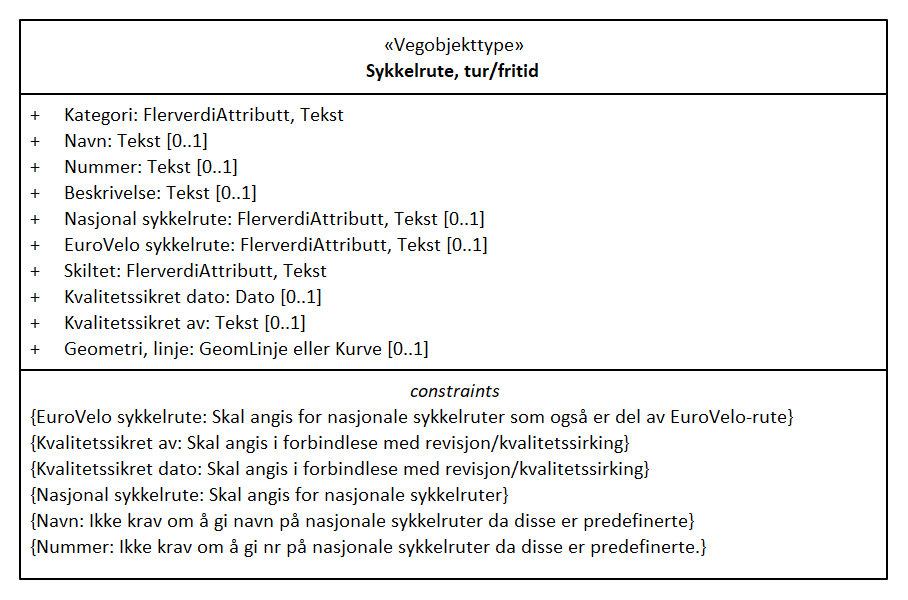 «Vegobjekttype»
Sykkelrute, tur/fritid
+ Kategori: FlerverdiAttributt, Tekst
+ Navn: Tekst [0..1]
+ Nummer: Tekst [0..1]
+ Beskrivelse: Tekst [0..1]
+ Nasjonal sykkelrute: FlerverdiAttributt, Tekst [0..1]
+ EuroVelo sykkelrute: FlerverdiAttributt, Tekst [0..1]
+ Skiltet: FlerverdiAttributt, Tekst
+ Kvalitetssikret dato: Dato [0..1]
+ Kvalitetssikret av: Tekst [0..1]
+ Geometri, linje: GeomLinje eller Kurve [0..1]
constraints
{EuroVelo sykkelrute: Skal angis for nasjonale sykkelruter som også er del av EuroVelo-rute}
{Kvalitetssikret av: Skal angis i forbindlese med revisjon/kvalitetssirking}
{Kvalitetssikret dato: Skal angis i forbindlese med revisjon/kvalitetssirking}
{Nasjonal sykkelrute: Skal angis for nasjonale sykkelruter}
{Navn: Ikke krav om å gi navn på nasjonale sykkelruter da disse er predefinerte}
{Nummer: Ikke krav om å gi nr på nasjonale sykkelruter da disse er predefinerte.}